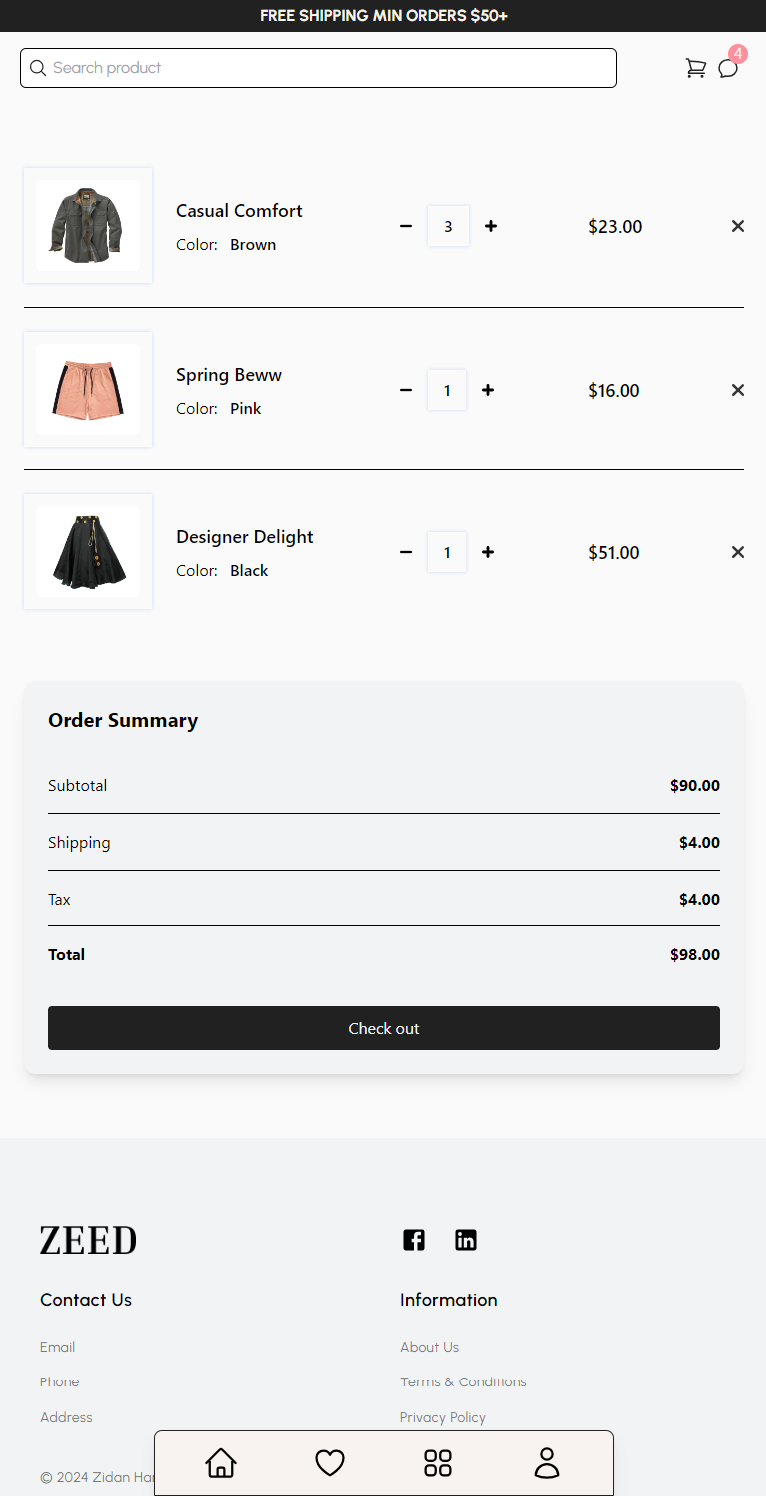 FREE SHIPPING MIN ORDERS $50+
Search product
4
Casual Comfort
Color: Brown
3
$23.00
Spring Beww
Color: Pink
1
$16.00
Designer Delight
Color: Black
1
$51.00
Order Summary
Subtotal $90.00
Shipping $4.00
Tax $4.00
Total $98.00
Check out
ZEED
Contact Us
Email
Phone
Address
Information
About Us
Terms & Conditions
Privacy Policy
© 2024 Zidan